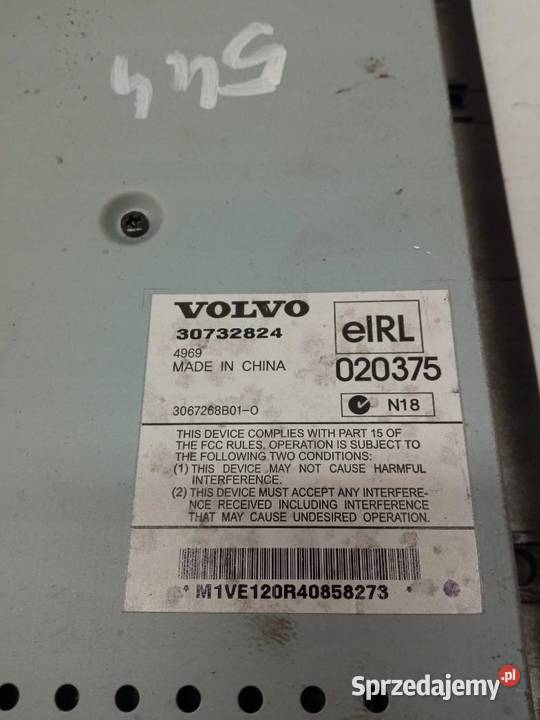 544
VOLVO
30732824
4969
MADE IN CHINA
3067268B01-0
eIRL
020375
N18
THIS DEVICE COMPLIES WITH PART 15 OF
THE FCC RULES. OPERATION IS SUBJECT TO
THE FOLLOWING TWO CONDITIONS:
(1) THIS DEVICE MAY NOT CAUSE HARMFUL
INTERFERENCE.
(2) THIS DEVICE MUST ACCEPT ANY INTERFERE-
NCE RECEIVED INCLUDING INTERFERENCE
THAT MAY CAUSE UNDESIRED OPERATION.
* M1VE120R40858273 *
Sprzedajemy.pl